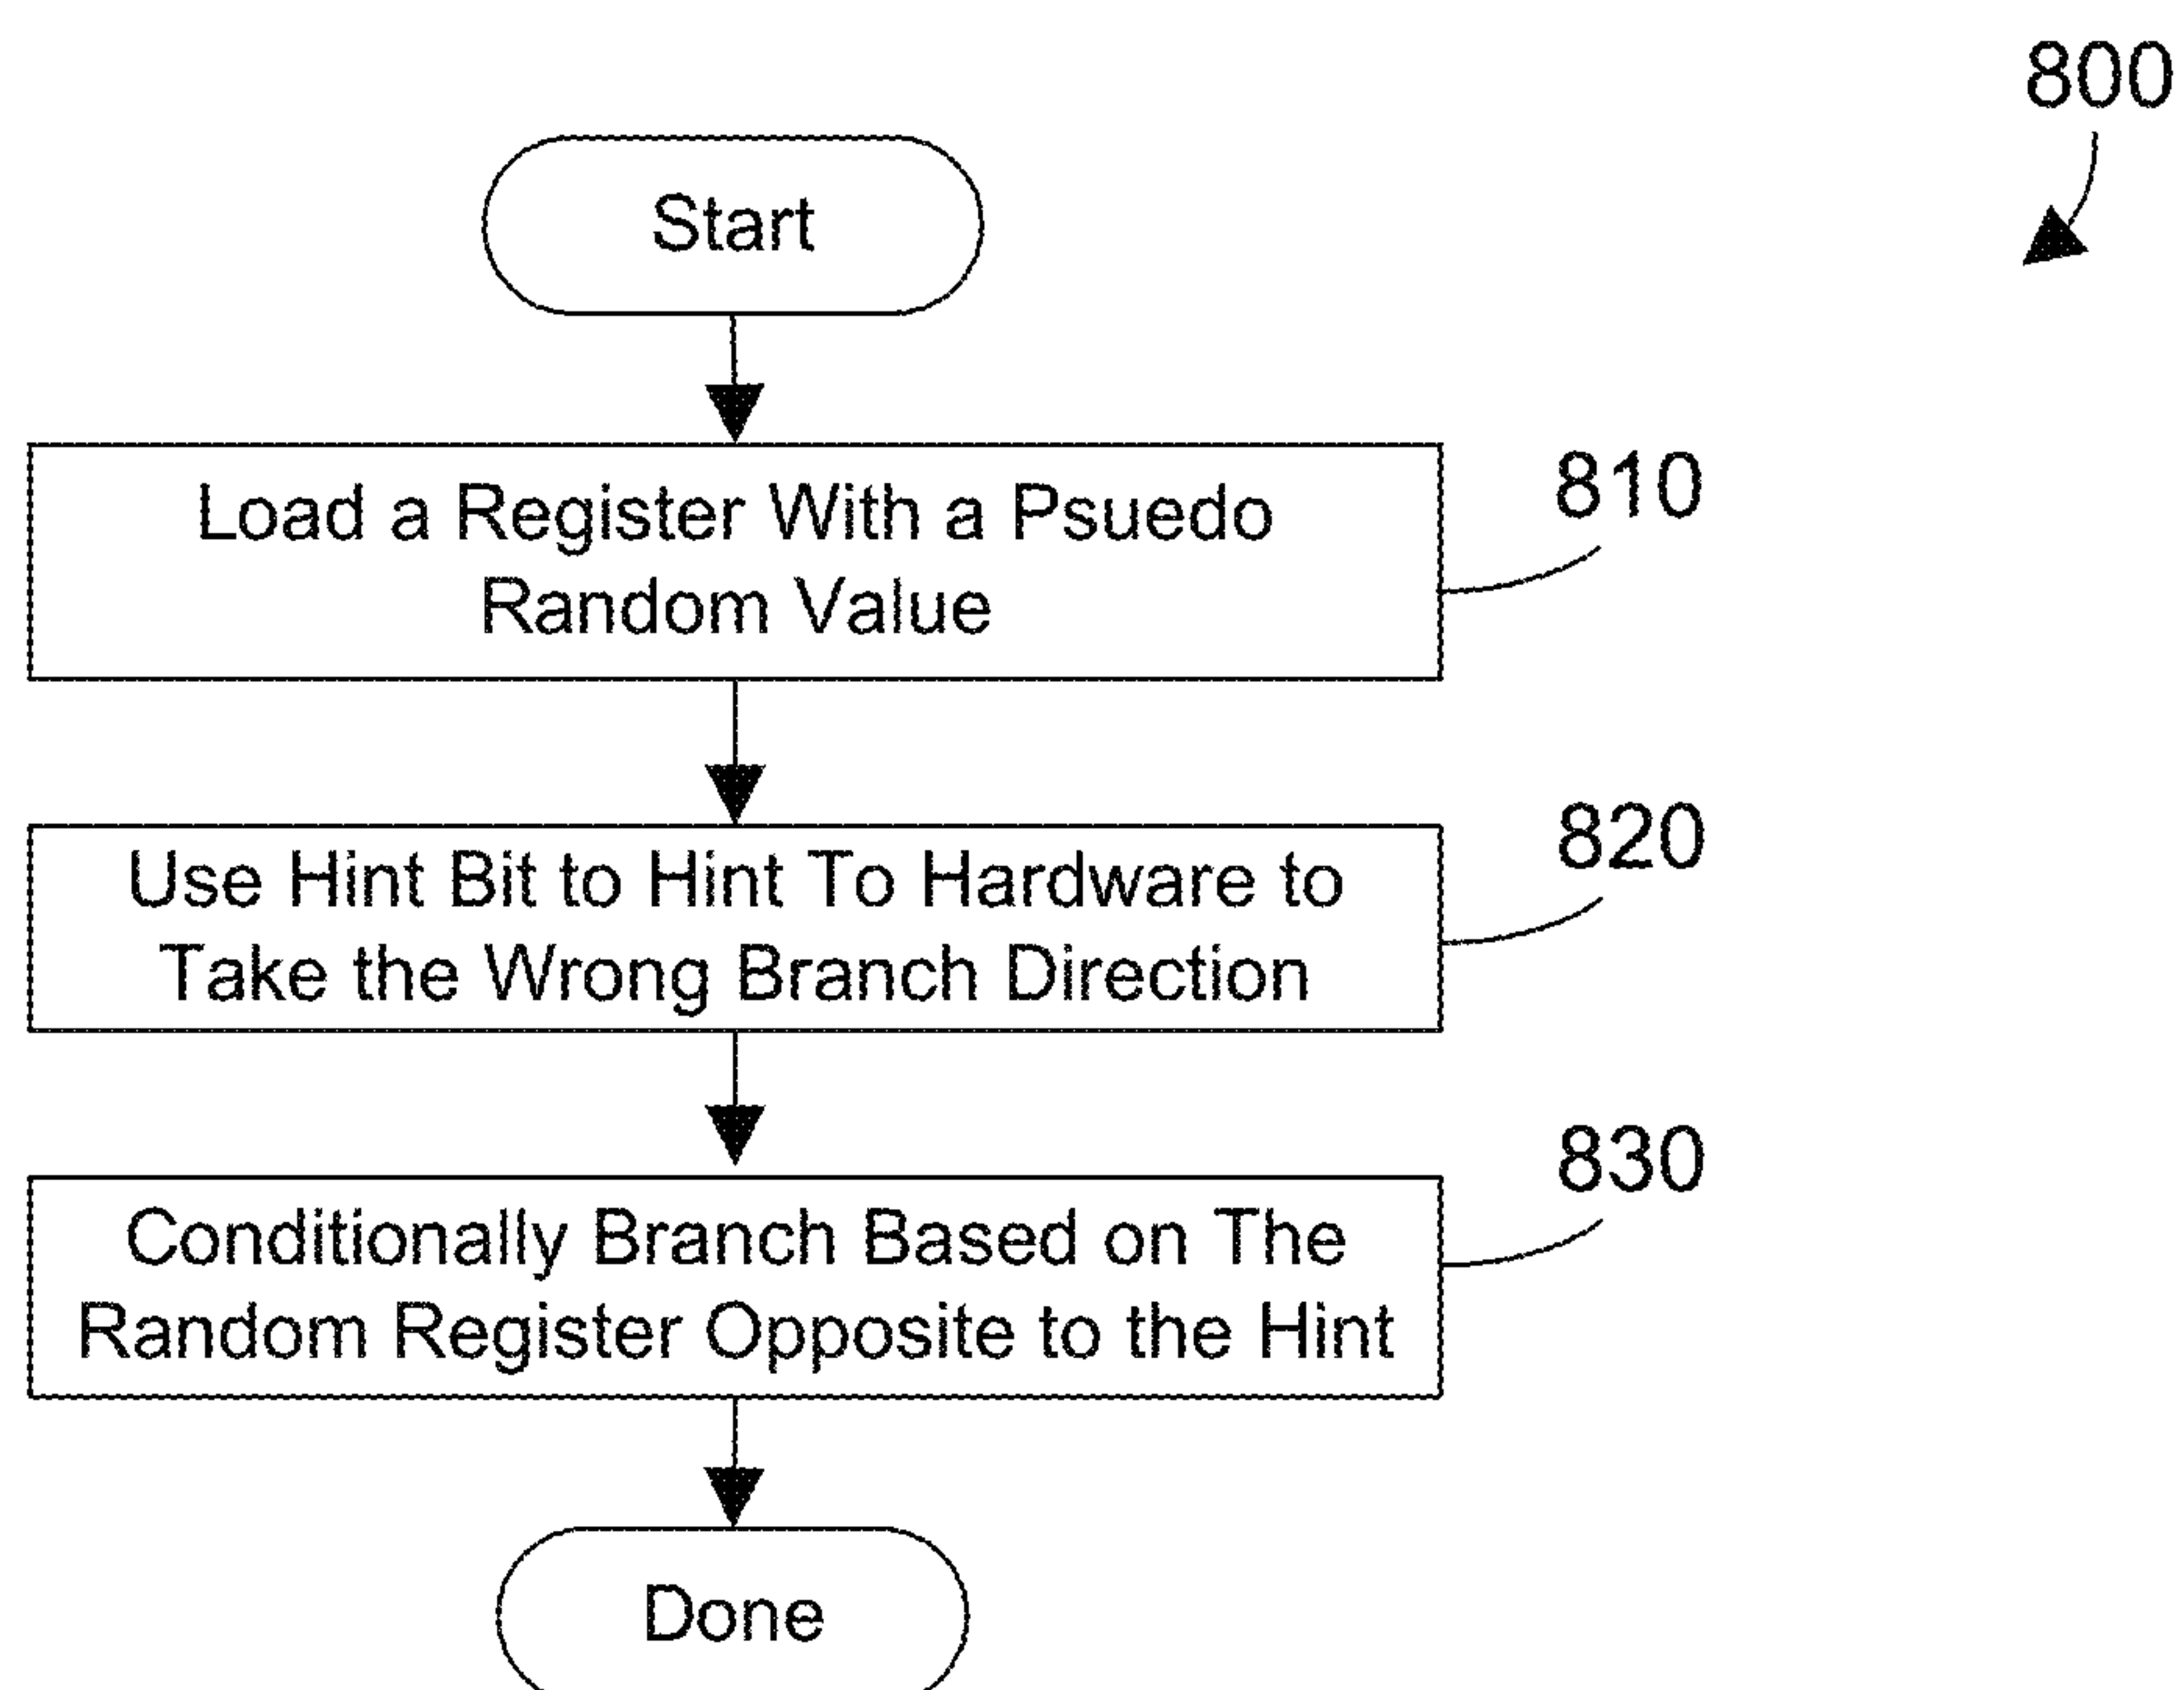 800
Start
Load a Register With a Psuedo
Random Value
810
Use Hint Bit to Hint To Hardware to
Take the Wrong Branch Direction
820
Conditionally Branch Based on The
Random Register Opposite to the Hint
830
Done